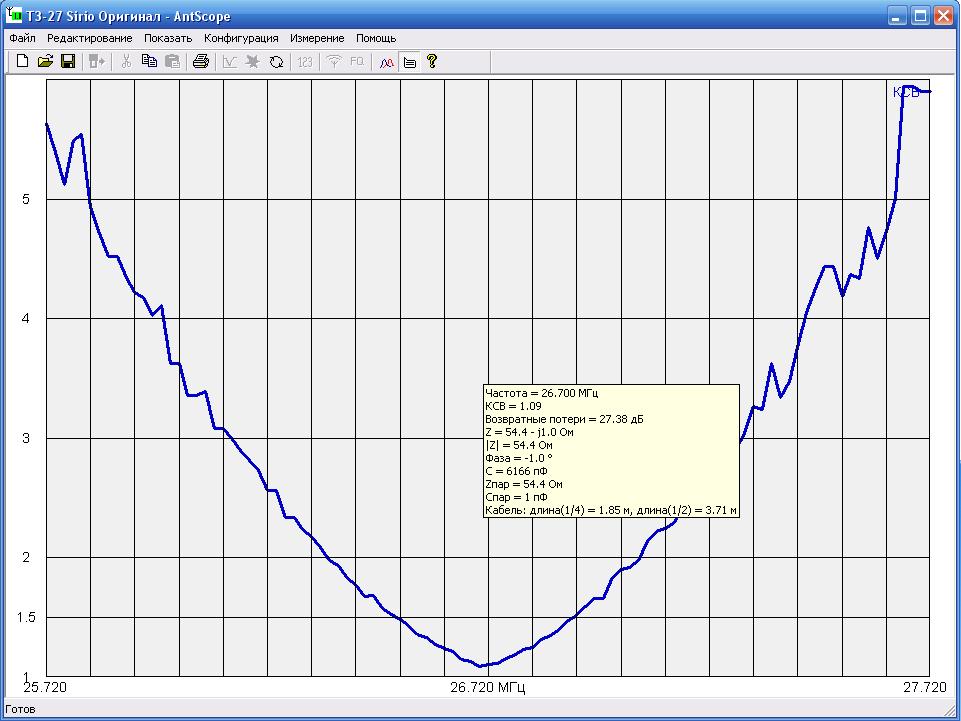 T3-27 Sirio Оригинал - AntScope
Файл Редактирование Показать Конфигурация Измерение Помощь
123 FQ ?
КСВ
5
4
Частота = 26.700 МГц
КСВ = 1.09
Возвратные потери = 27.38 дБ
Z = 54.4 - j1.0 Ом
3
|Z| = 54.4 Ом
Фаза = -1.0 °
C = 6166 пФ
Zпар = 54.4 Ом
Cпар = 1 пФ
Кабель: длина(1/4) = 1.85 м, длина(1/2) = 3.71 м
2
1.5
1
25.720 26.720 МГц 27.720
Готов